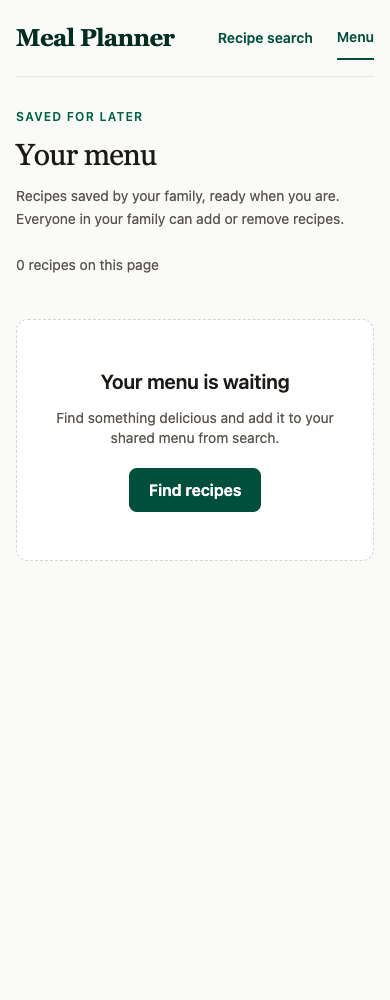 Meal Planner
Recipe search
Menu
SAVED FOR LATER
Your menu
Recipes saved by your family, ready when you are.
Everyone in your family can add or remove recipes.
0 recipes on this page
Your menu is waiting
Find something delicious and add it to your
shared menu from search.
Find recipes